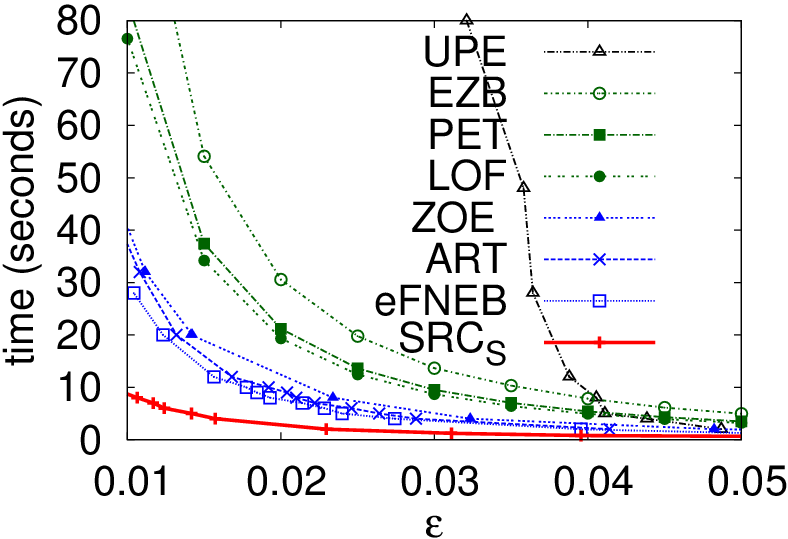 80
70
60
50
40
30
20
10
0
time (seconds)
UPE
EZB
PET
LOF
ZOE
ART
eFNEB
SRCS
0.01 0.02 0.03 0.04 0.05
ε